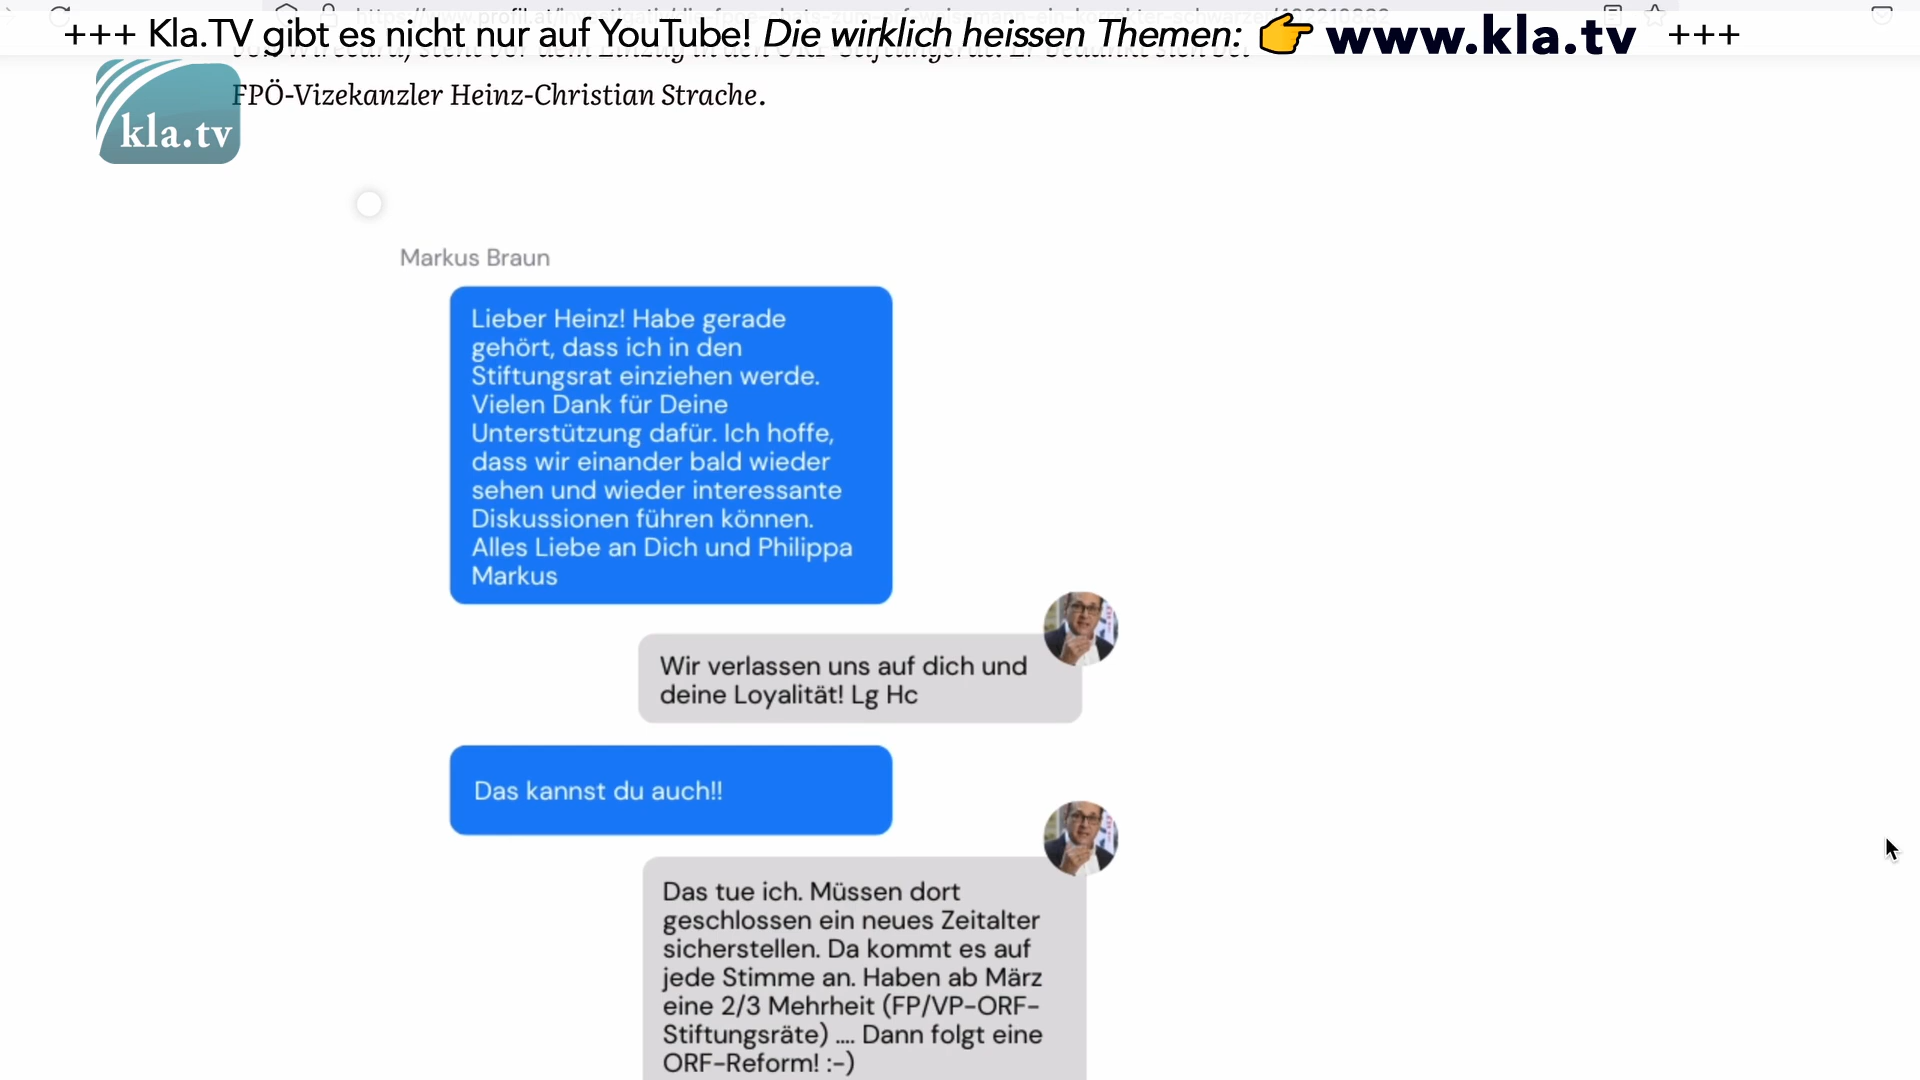 +++ Kla.TV gibt es nicht nur auf YouTube! Die wirklich heissen Themen: 👉 www.kla.tv +++
FPÖ-Vizekanzler Heinz-Christian Strache.
kla.tv
Markus Braun
Lieber Heinz! Habe gerade
gehört, dass ich in den
Stiftungsrat einziehen werde.
Vielen Dank für Deine
Unterstützung dafür. Ich hoffe,
dass wir einander bald wieder
sehen und wieder interessante
Diskussionen führen können.
Alles Liebe an Dich und Philippa
Markus
Wir verlassen uns auf dich und
deine Loyalität! Lg Hc
Das kannst du auch!!
Das tue ich. Müssen dort
geschlossen ein neues Zeitalter
sicherstellen. Da kommt es auf
jede Stimme an. Haben ab März
eine 2/3 Mehrheit (FP/VP-ORF-
Stiftungsräte) .... Dann folgt eine
ORF-Reform! :-)